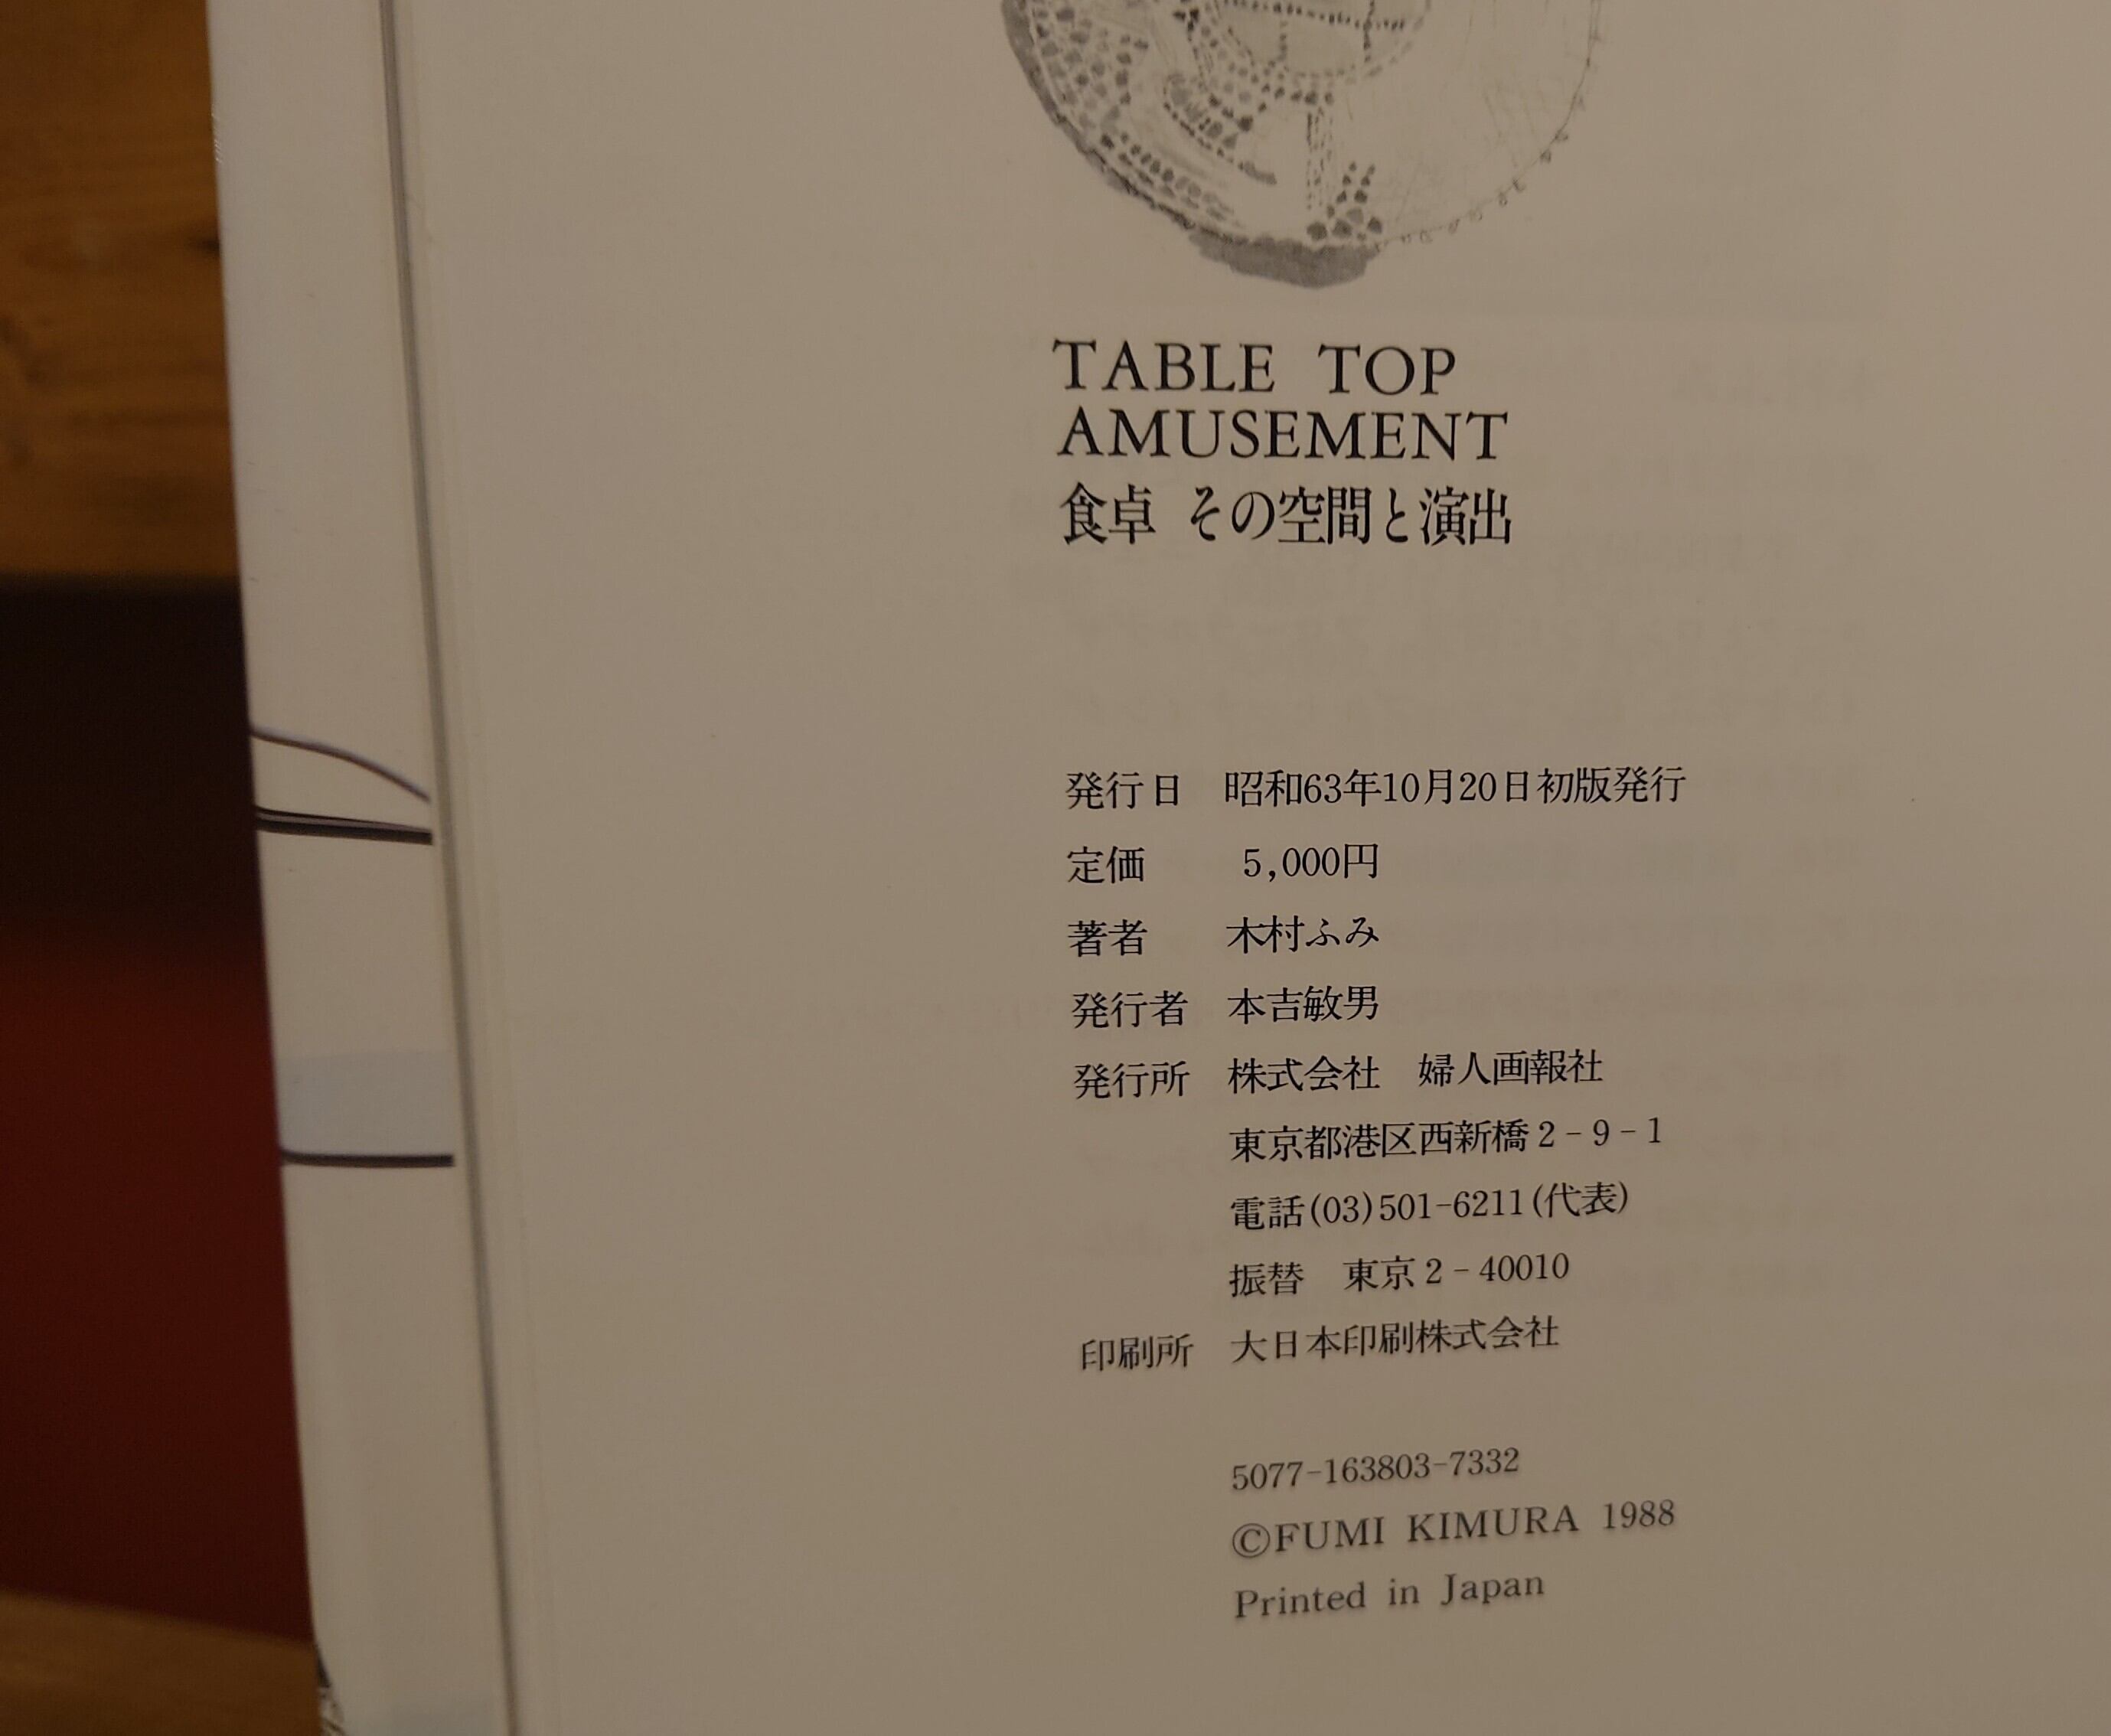 TABLE TOP
AMUSEMENT
食卓 その空間と演出
発行日 昭和63年10月20日初版発行
定価 5,000円
著者 木村ふみ
発行者 本吉敏男
発行所 株式会社 婦人画報社
東京都港区西新橋2-9-1
電話(03)501-6211(代表)
振替 東京2-40010
印刷所 大日本印刷株式会社
5077-163803-7332
©FUMI KIMURA 1988
Printed in Japan